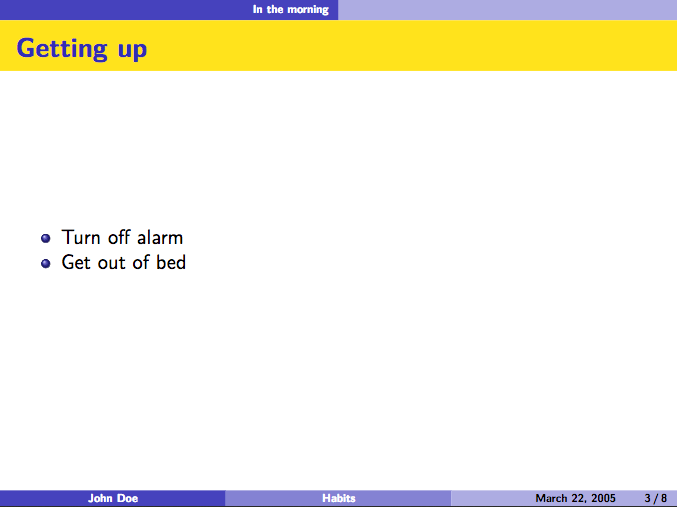 In the morning
Getting up
Turn off alarm
Get out of bed
John Doe Habits March 22, 2005 3 / 8